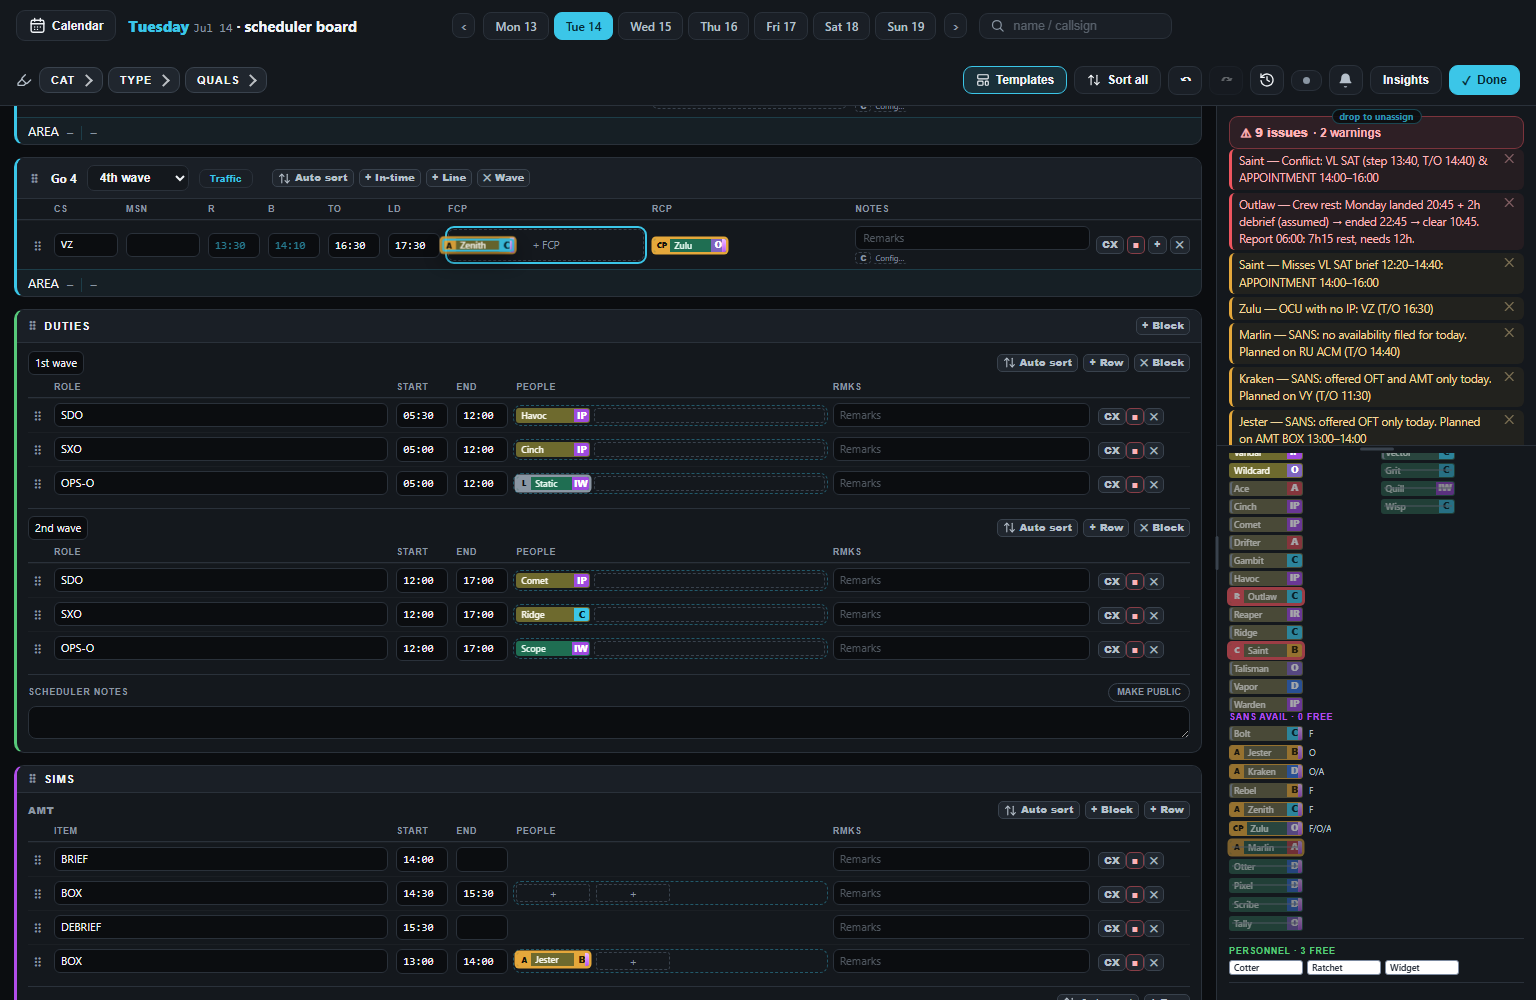 Calendar
Tuesday Jul 14 · scheduler board
‹ Mon 13 Tue 14 Wed 15 Thu 16 Fri 17 Sat 18 Sun 19 ›
name / callsign
CAT TYPE QUALS
Templates Sort all Insights ✓ Done
C Config...
AREA – –
Go 4 4th wave Traffic Auto sort + In-time + Line ✕ Wave
CS MSN R B TO LD FCP RCP NOTES
VZ 13:30 14:10 16:30 17:30 A Zenith C + FCP CP Zulu O Remarks CX + ✕
C Config...
AREA – –
DUTIES + Block
1st wave Auto sort + Row ✕ Block
ROLE START END PEOPLE RMKS
SDO 05:30 12:00 Havoc IP Remarks CX ✕
SXO 05:00 12:00 Cinch IP Remarks CX ✕
OPS-O 05:00 12:00 L Static IW Remarks CX ✕
2nd wave Auto sort + Row ✕ Block
ROLE START END PEOPLE RMKS
SDO 12:00 17:00 Comet IP Remarks CX ✕
SXO 12:00 17:00 Ridge C Remarks CX ✕
OPS-O 12:00 17:00 Scope IW Remarks CX ✕
SCHEDULER NOTES MAKE PUBLIC
SIMS
AMT Auto sort + Block + Row
ITEM START END PEOPLE RMKS
BRIEF 14:00 Remarks CX ✕
BOX 14:30 15:30 + + Remarks CX ✕
DEBRIEF 15:30 Remarks CX ✕
BOX 13:00 14:00 A Jester B + Remarks CX ✕
drop to unassign
⚠ 9 issues · 2 warnings
Saint — Conflict: VL SAT (step 13:40, T/O 14:40) &
APPOINTMENT 14:00–16:00
Outlaw — Crew rest: Monday landed 20:45 + 2h
debrief (assumed) → ended 22:45 → clear 10:45.
Report 06:00: 7h15 rest, needs 12h.
Saint — Misses VL SAT brief 12:20–14:40:
APPOINTMENT 14:00–16:00
Zulu — OCU with no IP: VZ (T/O 16:30)
Marlin — SANS: no availability filed for today.
Planned on RU ACM (T/O 14:40)
Kraken — SANS: offered OFT and AMT only today.
Planned on VY (T/O 11:30)
Jester — SANS: offered OFT only today. Planned
on AMT BOX 13:00–14:00
Vandal Vector C
Wildcard O Grit C
Ace A Quill IW
Cinch IP Wisp C
Comet IP
Drifter A
Gambit C
Havoc IP
R Outlaw C
Reaper IR
Ridge C
C Saint B
Talisman O
Vapor D
Warden IP
SANS AVAIL · 0 FREE
Bolt C F
A Jester B O
A Kraken D O/A
Rebel B F
A Zenith C F
CP Zulu O F/O/A
A Marlin A
Otter D
Pixel D
Scribe D
Tally O
PERSONNEL · 3 FREE
Cotter Ratchet Widget